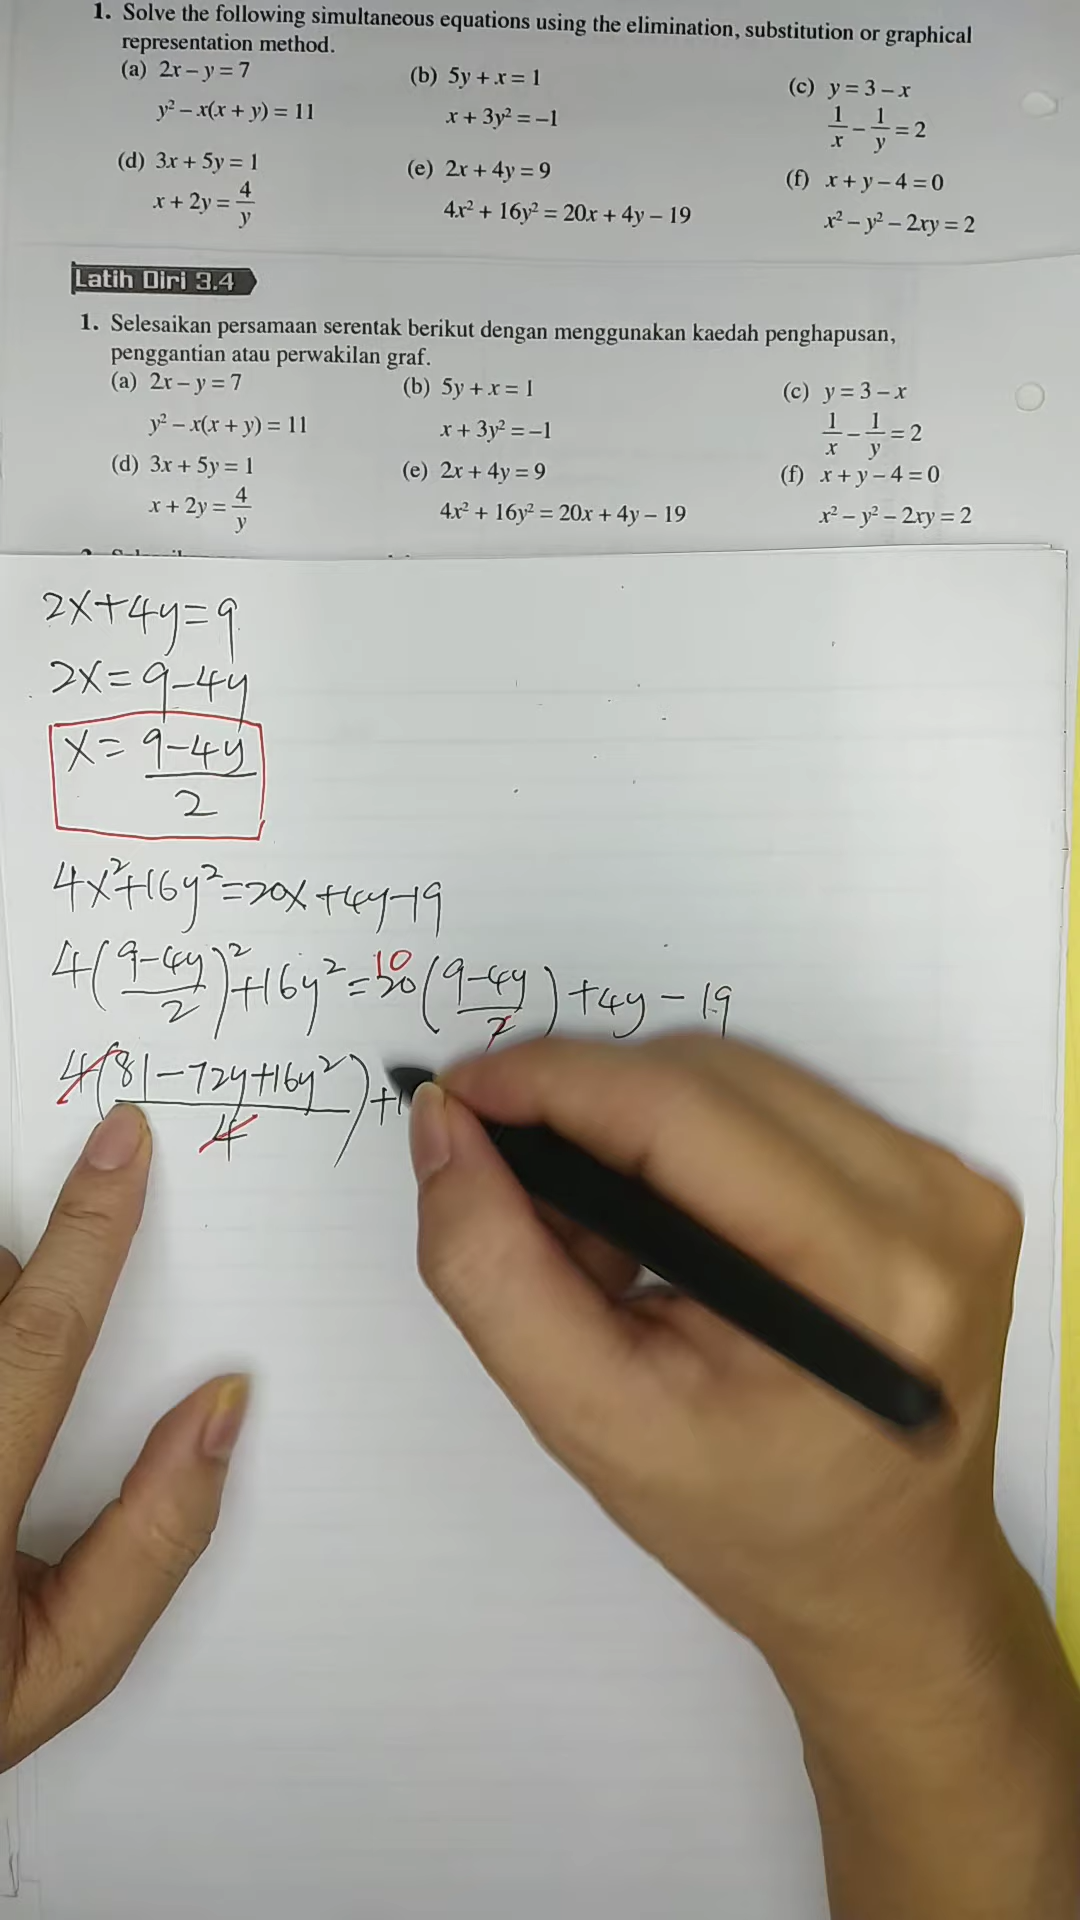 1. Solve the following simultaneous equations using the elimination, substitution or graphical
representation method.
(a) 2x – y = 7
y² – x(x + y) = 11
(b) 5y + x = 1
x + 3y² = –1
(c) y = 3 – x
1/x – 1/y = 2
(d) 3x + 5y = 1
x + 2y = 4/y
(e) 2x + 4y = 9
4x² + 16y² = 20x + 4y – 19
(f) x + y – 4 = 0
x² – y² – 2xy = 2
Latih Diri 3.4
1. Selesaikan persamaan serentak berikut dengan menggunakan kaedah penghapusan,
penggantian atau perwakilan graf.
(a) 2x – y = 7
y² – x(x + y) = 11
(b) 5y + x = 1
x + 3y² = –1
(c) y = 3 – x
1/x – 1/y = 2
(d) 3x + 5y = 1
x + 2y = 4/y
(e) 2x + 4y = 9
4x² + 16y² = 20x + 4y – 19
(f) x + y – 4 = 0
x² – y² – 2xy = 2
2x+4y=9
2x=9-4y
x=(9-4y)/2
4x²+16y²=20x+4y-19
10
4((9-4y)/2)²+16y²=20((9-4y)/2)+4y-19
4((81-72y+16y²)/4)+1